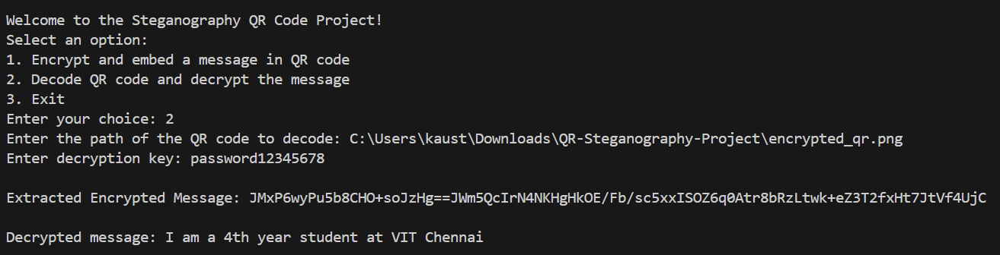 Welcome to the Steganography QR Code Project!
Select an option:
1. Encrypt and embed a message in QR code
2. Decode QR code and decrypt the message
3. Exit
Enter your choice: 2
Enter the path of the QR code to decode: C:\Users\kaust\Downloads\QR-Steganography-Project\encrypted_qr.png
Enter decryption key: password12345678
Extracted Encrypted Message: JMxP6wyPu5b8CHO+soJzHg==JWm5QcIrN4NKHgHkOE/Fb/sc5xxISOZ6q0Atr8bRzLtwk+eZ3T2fxHt7JtVf4UjC
Decrypted message: I am a 4th year student at VIT Chennai